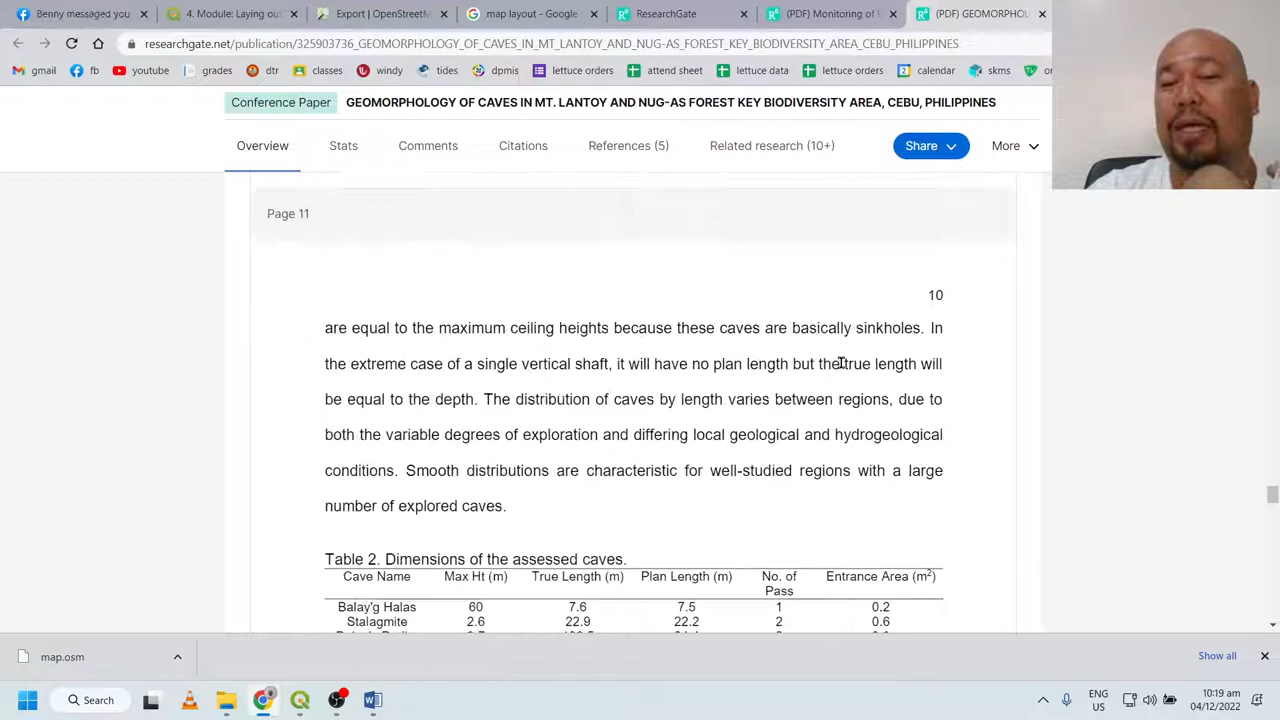 Benny messaged you
4. Module: Laying out
Export | OpenStreetM
map layout - Google
ResearchGate
(PDF) Monitoring of
(PDF) GEOMORPHOL
researchgate.net/publication/325903736_GEOMORPHOLOGY_OF_CAVES_IN_MT_LANTOY_AND_NUG-AS_FOREST_KEY_BIODIVERSITY_AREA_CEBU_PHILIPPINES
gmail fb youtube grades dtr classes windy tides dpmis lettuce orders attend sheet lettuce data lettuce orders calendar skms or
Conference Paper GEOMORPHOLOGY OF CAVES IN MT. LANTOY AND NUG-AS FOREST KEY BIODIVERSITY AREA, CEBU, PHILIPPINES
Overview Stats Comments Citations References (5) Related research (10+) Share More
Page 11
10
are equal to the maximum ceiling heights because these caves are basically sinkholes. In
the extreme case of a single vertical shaft, it will have no plan length but the true length will
be equal to the depth. The distribution of caves by length varies between regions, due to
both the variable degrees of exploration and differing local geological and hydrogeological
conditions. Smooth distributions are characteristic for well-studied regions with a large
number of explored caves.
Table 2. Dimensions of the assessed caves.
Cave Name Max Ht (m) True Length (m) Plan Length (m) No. of Pass Entrance Area (m²)
Balay'g Halas 60 7.6 7.5 1 0.2
Stalagmite 2.6 22.9 22.2 2 0.6
map.osm
Show all
Search
ENG
US
10:19 am
04/12/2022